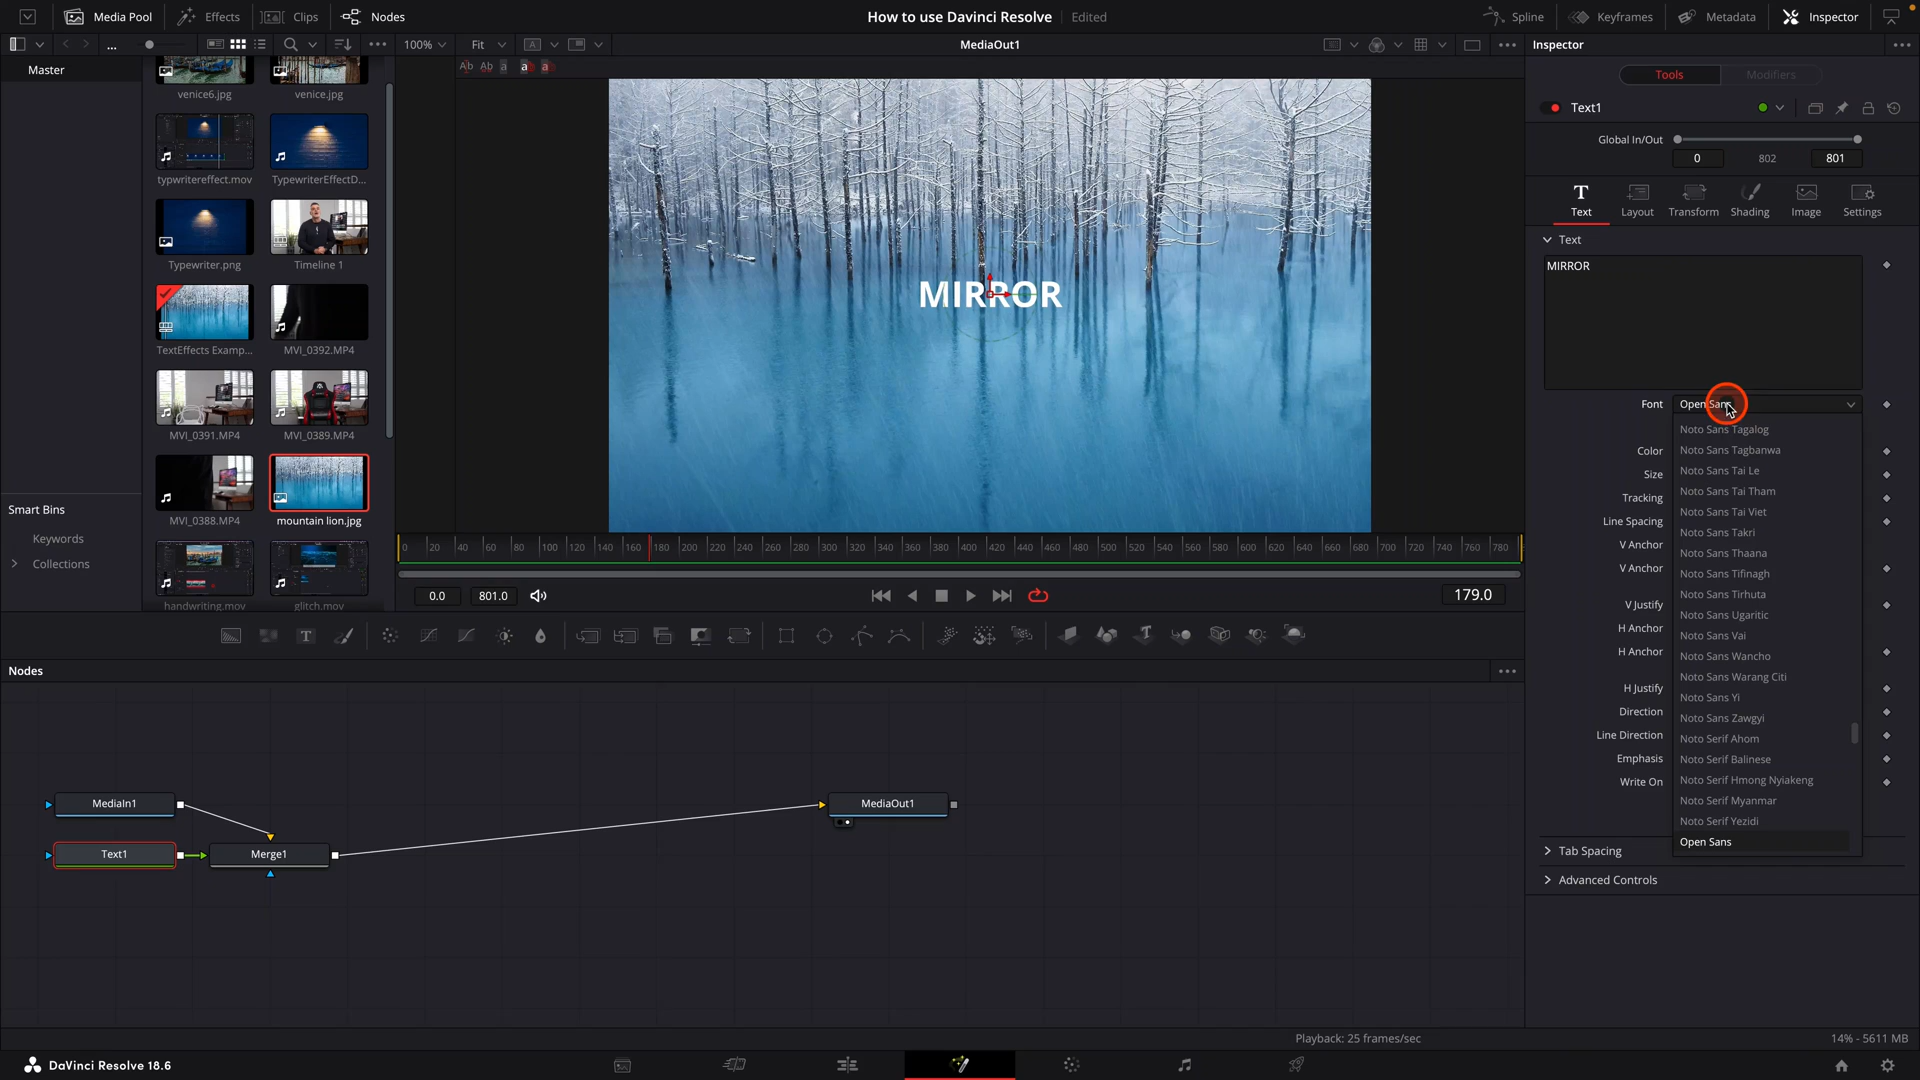 Media Pool
Effects
Clips
Nodes
How to use Davinci Resolve
Edited
Spline
Keyframes
Metadata
Inspector
...
100%
Fit
A
MediaOut1
Inspector
Master
Ab Ab a a a
venice6.jpg
venice.jpg
typwritereffect.mov
TypewriterEffectD...
Typewriter.png
Timeline 1
TextEffects Examp...
MVI_0392.MP4
MVI_0391.MP4
MVI_0389.MP4
MVI_0388.MP4
mountain lion.jpg
handwriting.mov
glitch.mov
Smart Bins
Keywords
Collections
MIRROR
0 20 40 60 80 100 120 140 160 180 200 220 240 260 280 300 320 340 360 380 400 420 440 460 480 500 520 540 560 580 600 620 640 660 680 700 720 740 760 780
0.0
801.0
179.0
Tools
Modifiers
Text1
Global In/Out
0
802
801
Text
Layout
Transform
Shading
Image
Settings
Text
MIRROR
Font
Open Sans
Color
Size
Tracking
Line Spacing
V Anchor
V Anchor
V Justify
H Anchor
H Anchor
H Justify
Direction
Line Direction
Emphasis
Write On
Noto Sans Tagalog
Noto Sans Tagbanwa
Noto Sans Tai Le
Noto Sans Tai Tham
Noto Sans Tai Viet
Noto Sans Takri
Noto Sans Thaana
Noto Sans Tifinagh
Noto Sans Tirhuta
Noto Sans Ugaritic
Noto Sans Vai
Noto Sans Wancho
Noto Sans Warang Citi
Noto Sans Yi
Noto Sans Zawgyi
Noto Serif Ahom
Noto Serif Balinese
Noto Serif Hmong Nyiakeng
Noto Serif Myanmar
Noto Serif Yezidi
Open Sans
Tab Spacing
Advanced Controls
Nodes
MediaIn1
Text1
Merge1
MediaOut1
Playback: 25 frames/sec
14% - 5611 MB
DaVinci Resolve 18.6